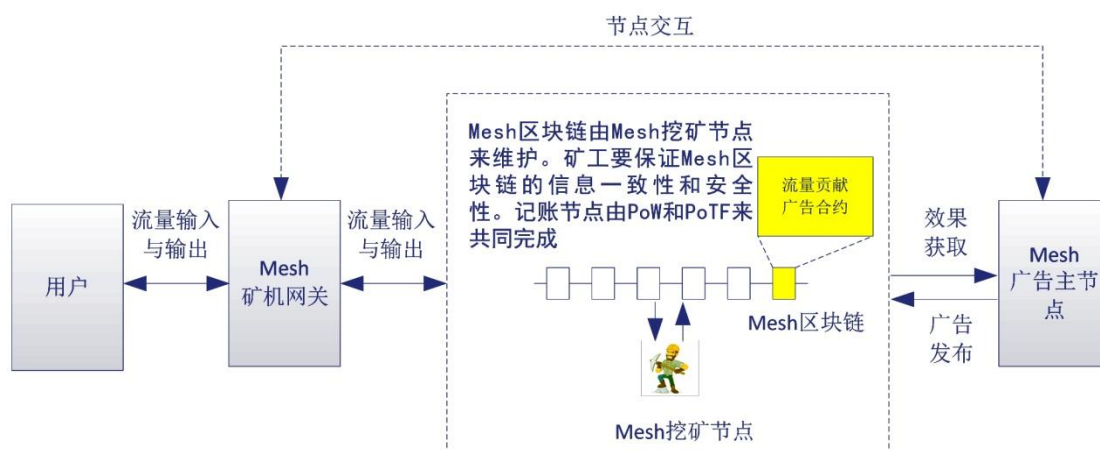 节点交互
Mesh区块链由Mesh挖矿节点
来维护。矿工要保证Mesh区
块链的信息一致性和安全
性。记账节点由PoW和PoTF来
共同完成
流量贡献
广告合约
用户
流量输入
与输出
Mesh
矿机网关
流量输入
与输出
Mesh区块链
Mesh挖矿节点
效果
获取
广告
发布
Mesh
广告主节
点